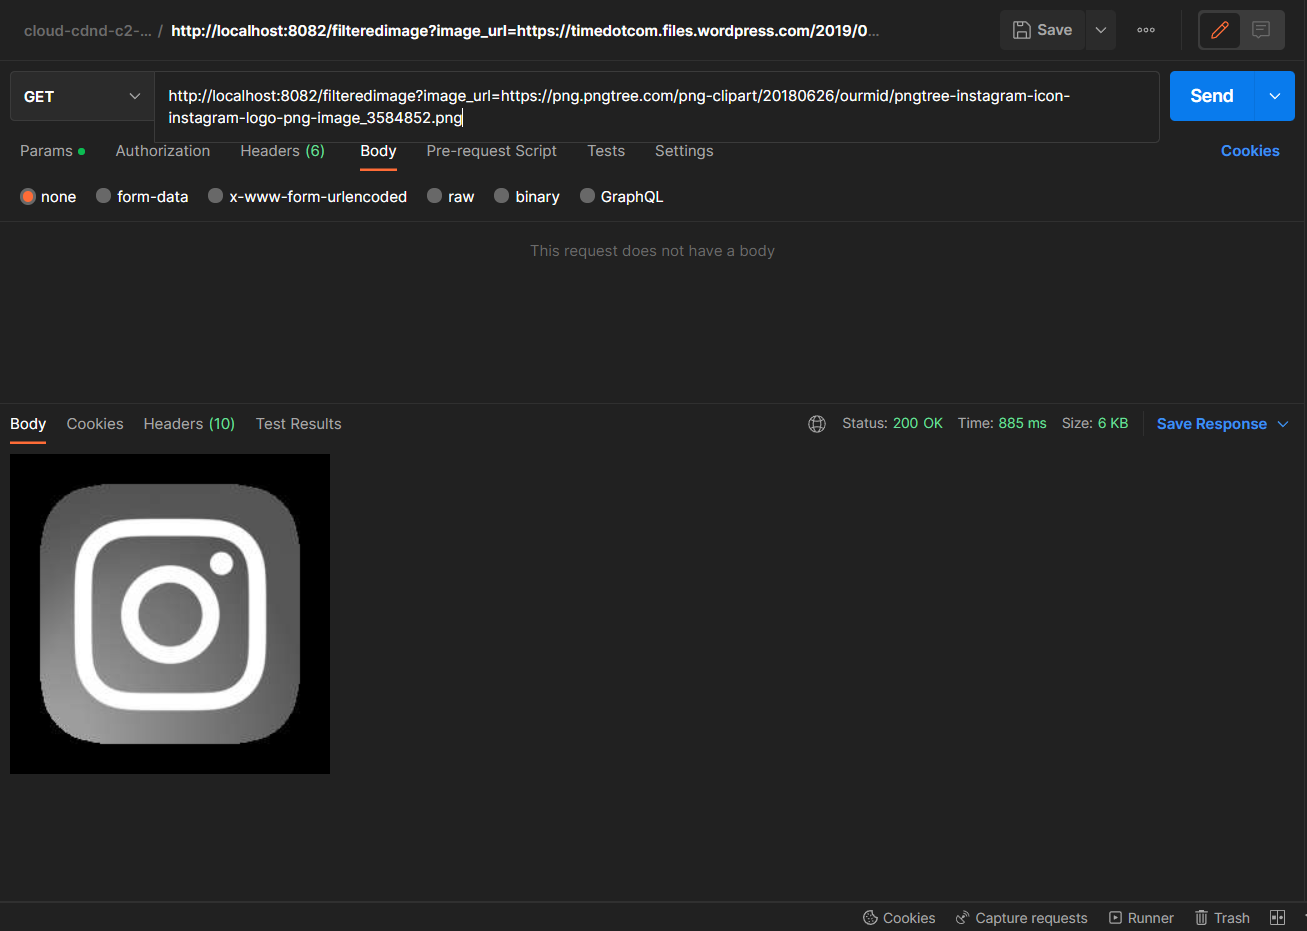 cloud-cdnd-c2-... / http://localhost:8082/filteredimage?image_url=https://timedotcom.files.wordpress.com/2019/0... Save
GET http://localhost:8082/filteredimage?image_url=https://png.pngtree.com/png-clipart/20180626/ourmid/pngtree-instagram-icon- Send
instagram-logo-png-image_3584852.png
Params Authorization Headers (6) Body Pre-request Script Tests Settings Cookies
none form-data x-www-form-urlencoded raw binary GraphQL
This request does not have a body
Body Cookies Headers (10) Test Results Status: 200 OK Time: 885 ms Size: 6 KB Save Response
Cookies Capture requests Runner Trash